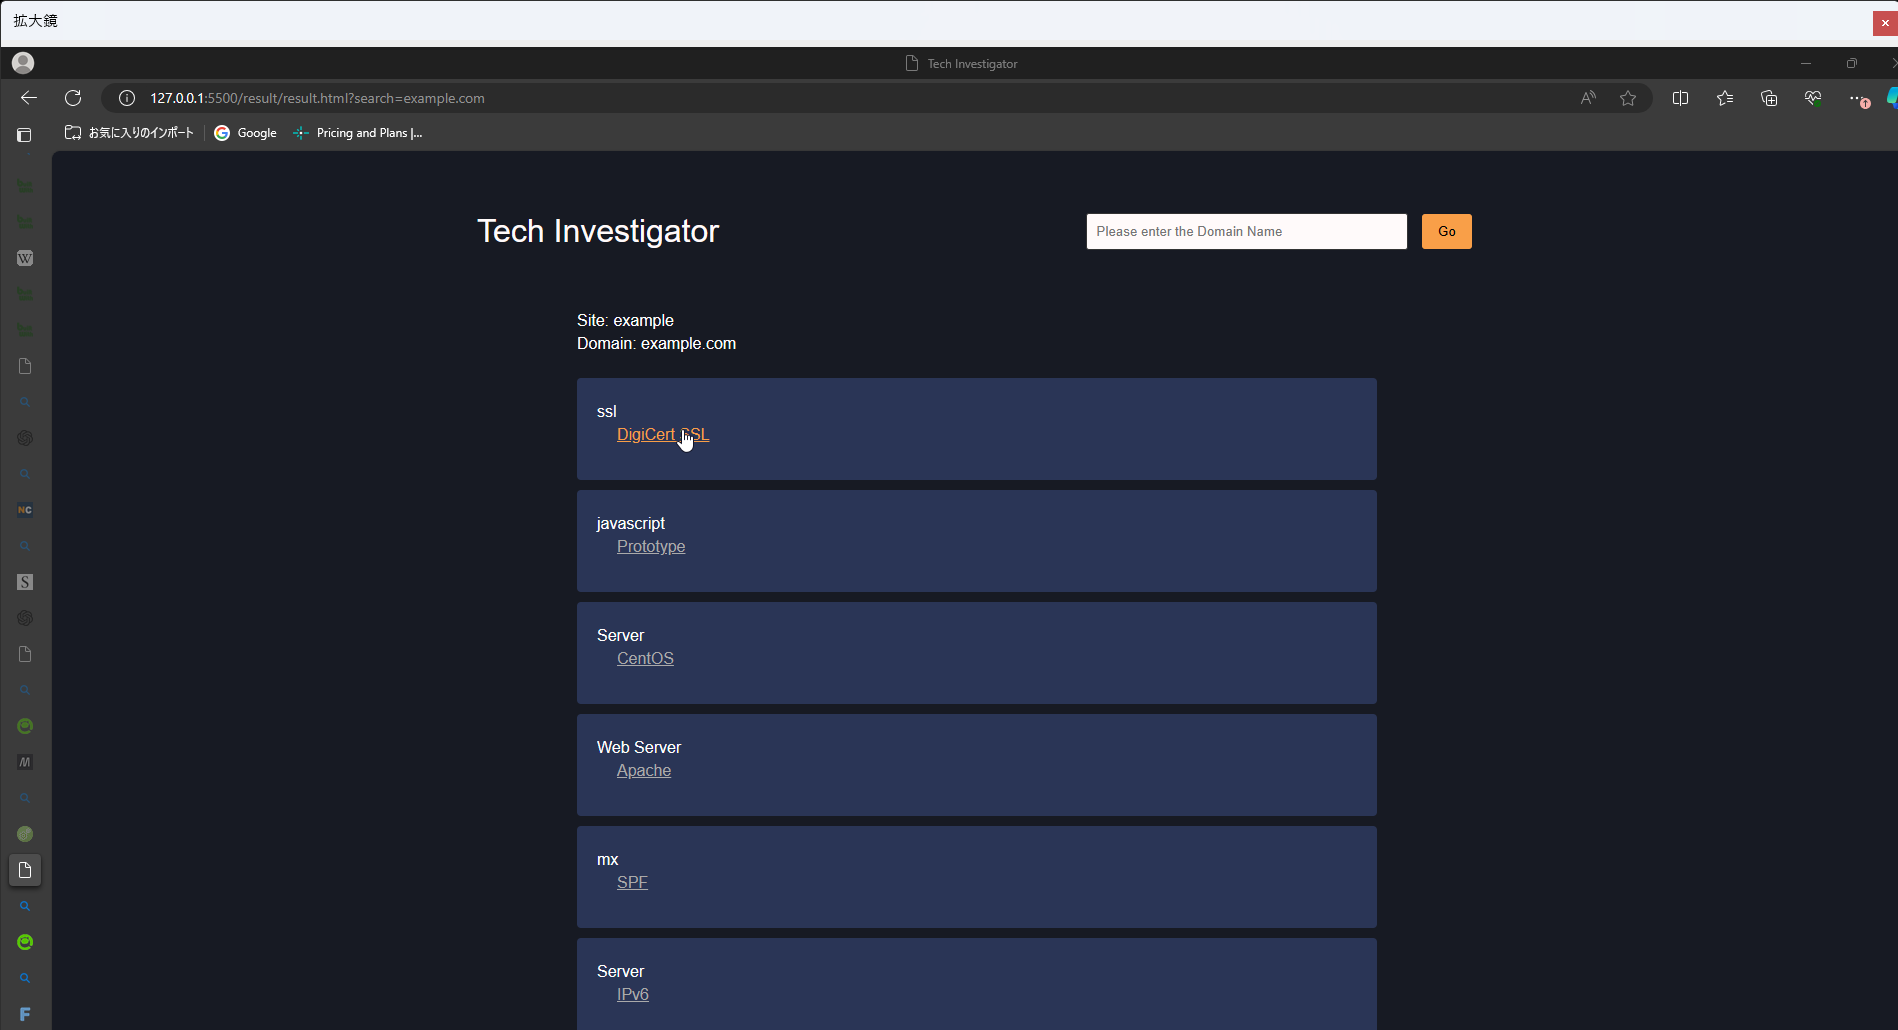 拡大鏡
Tech Investigator
127.0.0.1:5500/result/result.html?search=example.com
お気に入りのインポート
Google
Pricing and Plans |...
Tech Investigator
Please enter the Domain Name
Go
Site: example
Domain: example.com
ssl
DigiCert SSL
javascript
Prototype
Server
CentOS
Web Server
Apache
mx
SPF
Server
IPv6
W
NC
S
M
F